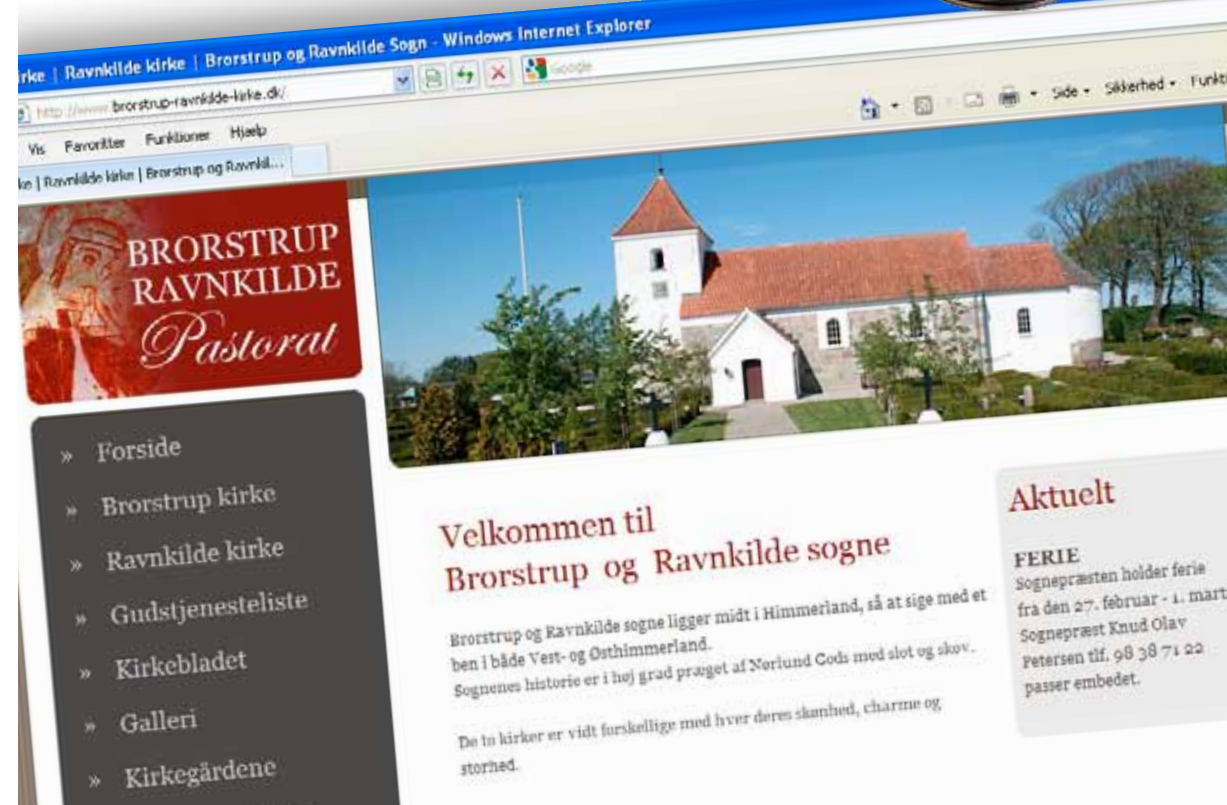 irke | Ravnkilde kirke | Brorstrup og Ravnkilde Sogn - Windows Internet Explorer
http://www.brorstrup-ravnkilde-kirke.dk/
Google
Vis Favoritter Funktioner Hjælp
Side Sikkerhed Funkti
ke | Ravnkilde kirke | Brorstrup og Ravnkil...
BRORSTRUP
RAVNKILDE
Pastorat
» Forside
» Brorstrup kirke
» Ravnkilde kirke
» Gudstjenesteliste
» Kirkebladet
» Galleri
» Kirkegårdene
Velkommen til
Brorstrup og Ravnkilde sogne
Brorstrup og Ravnkilde sogne ligger midt i Himmerland, så at sige med et
ben i både Vest- og Østhimmerland.
Sognenes historie er i høj grad præget af Nørlund Gods med slot og skov.
De to kirker er vidt forskellige med hver deres skønhed, charme og
storhed.
Aktuelt
FERIE
Sognepræsten holder ferie
fra den 27. februar - 1. mart
Sognepræst Knud Olav
Petersen tlf. 98 38 71 22
passer embedet.